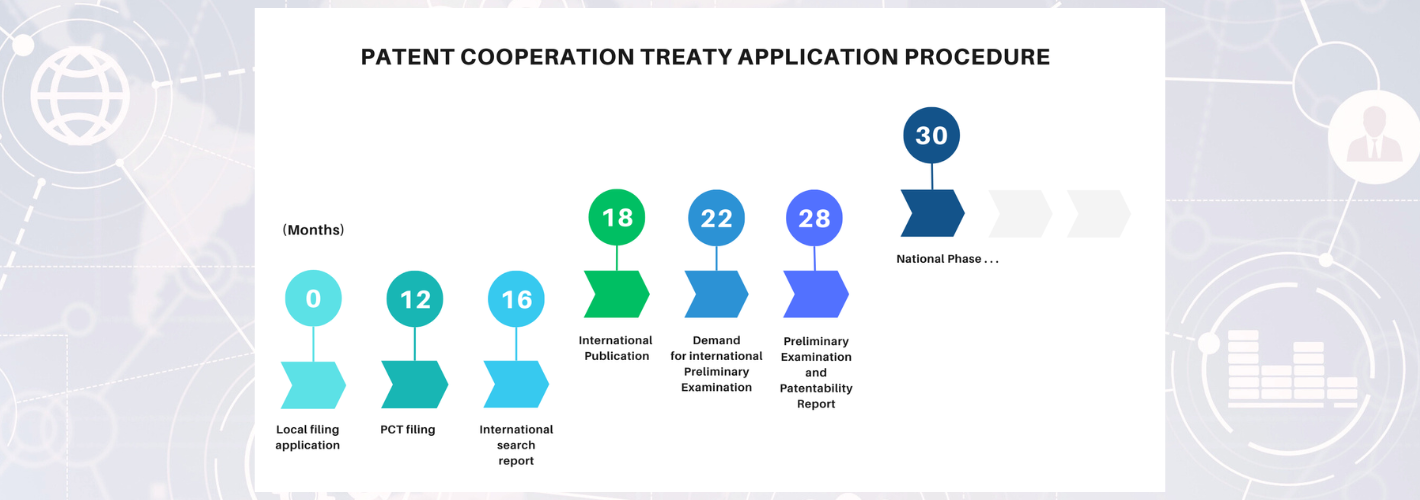 PATENT COOPERATION TREATY APPLICATION PROCEDURE
(Months)
0
Local filing
application
12
PCT filing
16
International
search
report
18
International
Publication
22
Demand
for international
Preliminary
Examination
28
Preliminary
Examination
and
Patentability
Report
30
National Phase . . .